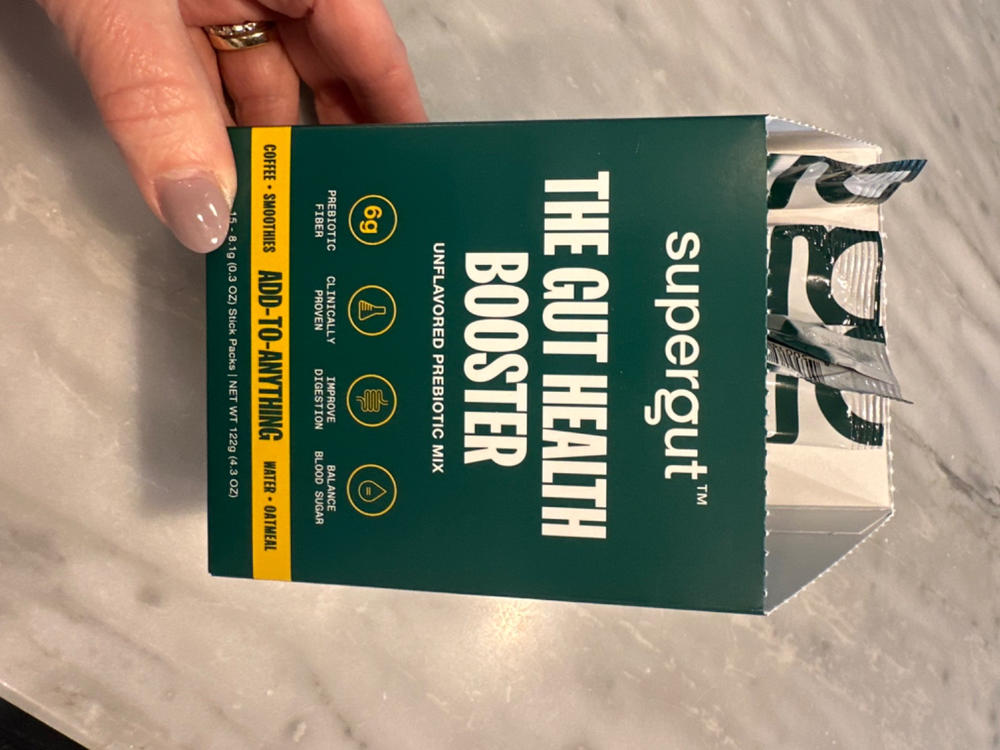 supergut™
THE GUT HEALTH
BOOSTER
UNFLAVORED PREBIOTIC MIX
6g
PREBIOTIC
FIBER
CLINICALLY
PROVEN
IMPROVE
DIGESTION
BALANCE
BLOOD SUGAR
COFFEE • SMOOTHIES ADD-TO-ANYTHING WATER • OATMEAL
15 - 8.1g (0.3 OZ) Stick Packs | NET WT 122g (4.3 OZ)